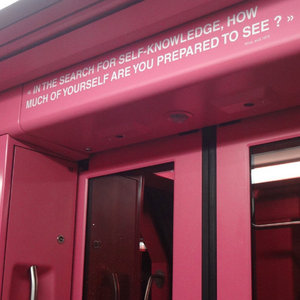 « IN THE SEARCH FOR SELF-KNOWLEDGE, HOW
MUCH OF YOURSELF ARE YOU PREPARED TO SEE ? »